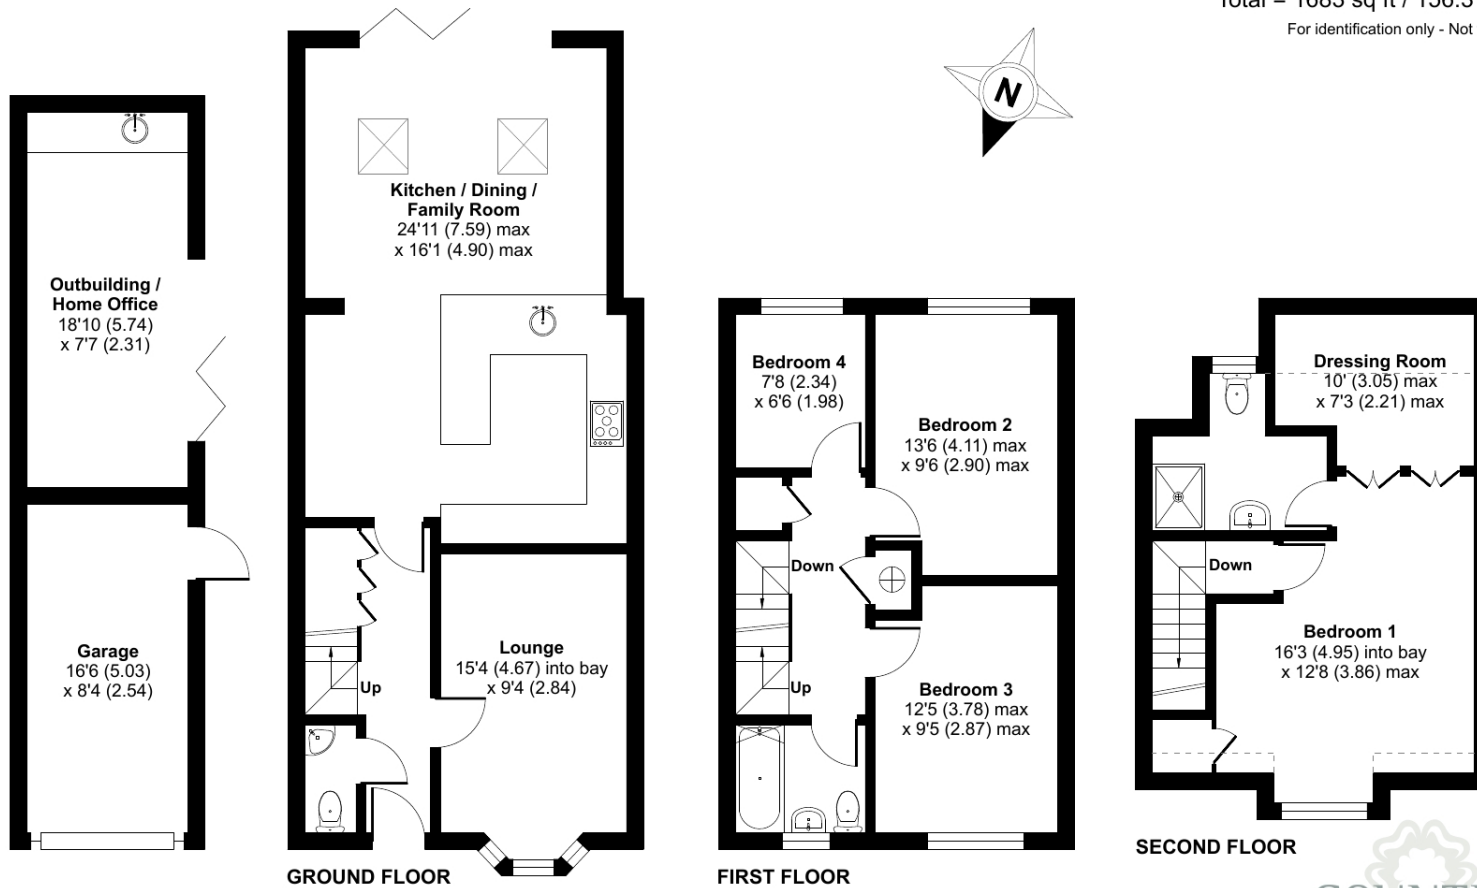 Total = 1683 sq ft / 156.3
For identification only - Not
N
Outbuilding /
Home Office
18'10 (5.74)
x 7'7 (2.31)
Garage
16'6 (5.03)
x 8'4 (2.54)
Kitchen / Dining /
Family Room
24'11 (7.59) max
x 16'1 (4.90) max
Up
Lounge
15'4 (4.67) into bay
x 9'4 (2.84)
GROUND FLOOR
Bedroom 4
7'8 (2.34)
x 6'6 (1.98)
Bedroom 2
13'6 (4.11) max
x 9'6 (2.90) max
Down
Up
Bedroom 3
12'5 (3.78) max
x 9'5 (2.87) max
FIRST FLOOR
Dressing Room
10' (3.05) max
x 7'3 (2.21) max
Down
Bedroom 1
16'3 (4.95) into bay
x 12'8 (3.86) max
SECOND FLOOR